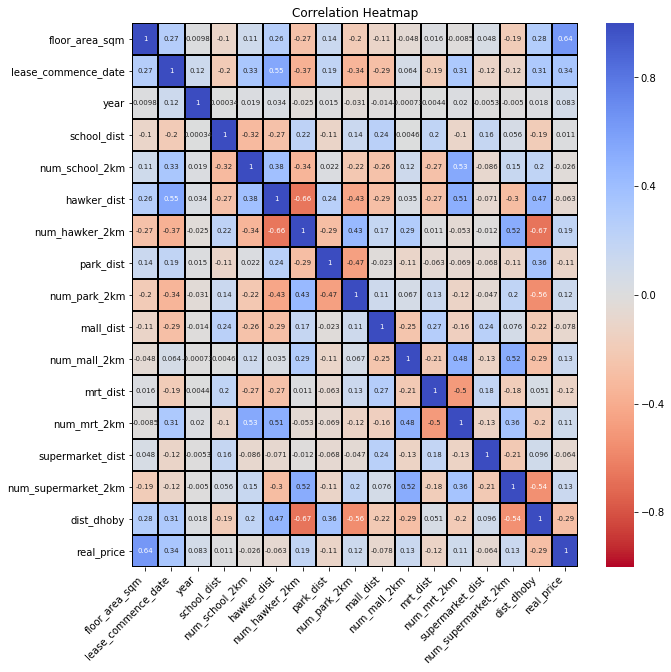 Correlation Heatmap
floor_area_sqm 1 0.27 0.0098 -0.1 0.11 0.26 -0.27 0.14 -0.2 -0.11 -0.048 0.016 -0.0085 0.048 -0.19 0.28 0.64
lease_commence_date 0.27 1 0.12 -0.2 0.33 0.55 -0.37 0.19 -0.34 -0.29 0.064 -0.19 0.31 -0.12 -0.12 0.31 0.34
year 0.0098 0.12 1 0.00034 0.019 0.034 -0.025 0.015 -0.031 -0.014 0.0044 0.02 -0.0053 -0.005 0.018 0.083
school_dist -0.1 -0.2 0.00034 1 -0.32 -0.27 0.22 -0.11 0.14 0.24 0.0046 0.2 -0.1 0.16 0.056 -0.19 0.011
num_school_2km 0.11 0.33 0.019 -0.32 1 0.38 -0.34 0.022 -0.22 -0.26 0.12 -0.27 0.53 -0.086 0.15 0.2 -0.026
hawker_dist 0.26 0.55 0.034 -0.27 0.38 1 -0.66 0.24 -0.43 -0.29 0.035 -0.27 0.51 -0.071 -0.3 0.47 -0.063
num_hawker_2km -0.27 -0.37 -0.025 0.22 -0.34 -0.66 1 -0.29 0.43 0.17 0.29 0.011 -0.053 -0.012 0.52 -0.67 0.19
park_dist 0.14 0.19 0.015 -0.11 0.022 0.24 -0.29 1 -0.47 -0.023 -0.11 -0.063 -0.069 -0.068 -0.11 0.36 -0.11
num_park_2km -0.2 -0.34 -0.031 0.14 -0.22 -0.43 0.43 -0.47 1 0.11 0.067 0.13 -0.12 -0.047 0.2 -0.56 0.12
mall_dist -0.11 -0.29 -0.014 0.24 -0.26 -0.29 0.17 -0.023 0.11 1 -0.25 0.27 -0.16 0.24 0.076 -0.22 -0.078
num_mall_2km -0.048 0.064 0.0046 0.12 0.035 0.29 -0.11 0.067 -0.25 1 -0.21 0.48 -0.13 0.52 -0.29 0.13
mrt_dist 0.016 -0.19 0.0044 0.2 -0.27 -0.27 0.011 -0.063 0.13 0.27 -0.21 1 -0.5 0.18 -0.18 0.051 -0.12
num_mrt_2km -0.0085 0.31 0.02 -0.1 0.53 0.51 -0.053 -0.069 -0.12 -0.16 0.48 -0.5 1 -0.13 0.36 -0.2 0.11
supermarket_dist 0.048 -0.12 -0.0053 0.16 -0.086 -0.071 -0.012 -0.068 -0.047 0.24 -0.13 0.18 -0.13 1 -0.21 0.096 -0.064
num_supermarket_2km -0.19 -0.12 -0.005 0.056 0.15 -0.3 0.52 -0.11 0.2 0.076 0.52 -0.18 0.36 -0.21 1 -0.54 0.13
dist_dhoby 0.28 0.31 0.018 -0.19 0.2 0.47 -0.67 0.36 -0.56 -0.22 -0.29 0.051 -0.2 0.096 -0.54 1 -0.29
real_price 0.64 0.34 0.083 0.011 -0.026 -0.063 0.19 -0.11 0.12 -0.078 0.13 -0.12 0.11 -0.064 0.13 -0.29 1
floor_area_sqm
lease_commence_date
year
school_dist
num_school_2km
hawker_dist
num_hawker_2km
park_dist
num_park_2km
mall_dist
num_mall_2km
mrt_dist
num_mrt_2km
supermarket_dist
num_supermarket_2km
dist_dhoby
real_price
0.8
0.4
0.0
−0.4
−0.8